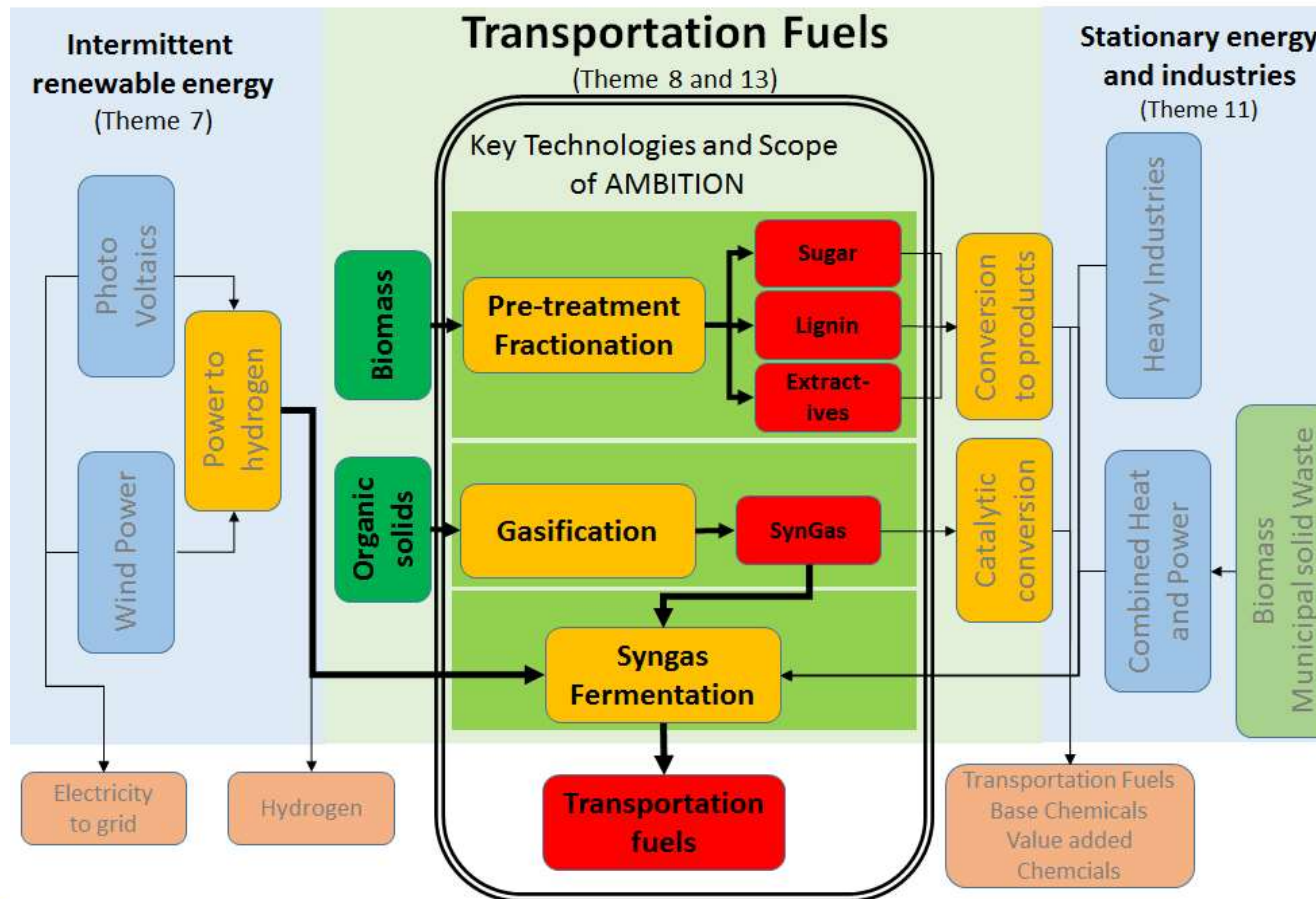 Intermittent
renewable energy
(Theme 7)
Transportation Fuels
(Theme 8 and 13)
Stationary energy
and industries
(Theme 11)
Key Technologies and Scope
of AMBITION
Photo
Voltaics
Wind Power
Power to
hydrogen
Biomass
Organic
solids
Pre-treatment
Fractionation
Sugar
Lignin
Extract-
ives
Gasification
SynGas
Syngas
Fermentation
Transportation
fuels
Conversion
to products
Catalytic
conversion
Heavy Industries
Combined Heat
and Power
Biomass
Municipal solid Waste
Electricity
to grid
Hydrogen
Transportation Fuels
Base Chemicals
Value added
Chemcials